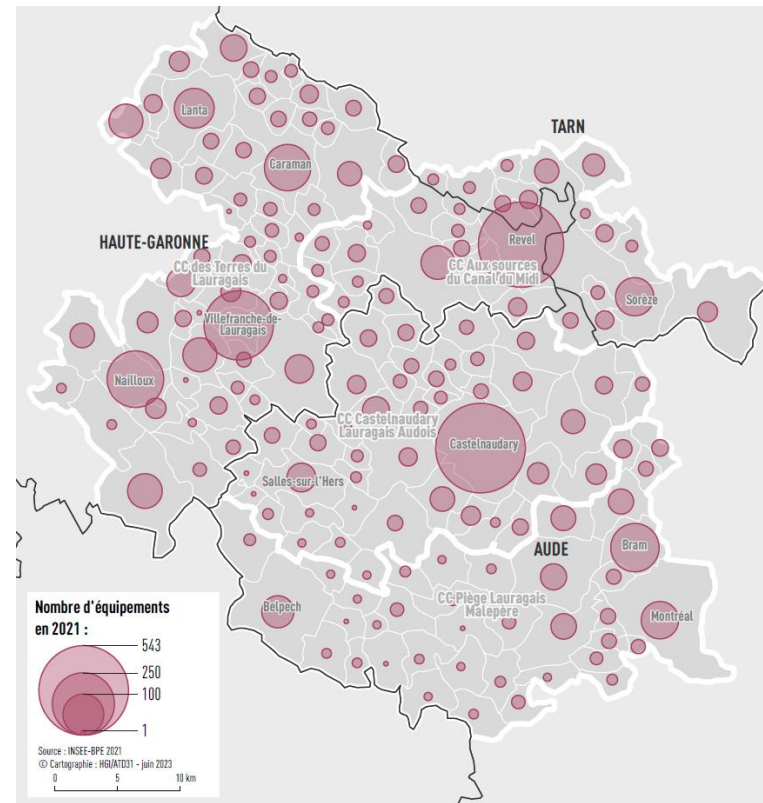 Lanta
TARN
Caraman
HAUTE-GARONNE
Revel
CC des Terres du
Lauragais
CC Aux sources
du Canal du Midi
Sorèze
Villefranche-de-
Lauragais
Nailloux
CC Castelnaudary
Lauragais Audois
Castelnaudary
Salles-sur-l'Hers
AUDE
Bram
Belpech
CC Piège Lauragais
Malepère
Montréal
Nombre d'équipements
en 2021 :
543
250
100
1
Source : INSEE-BPE 2021
© Cartographie : HGI/ATD31 - juin 2023
0 5 10 km